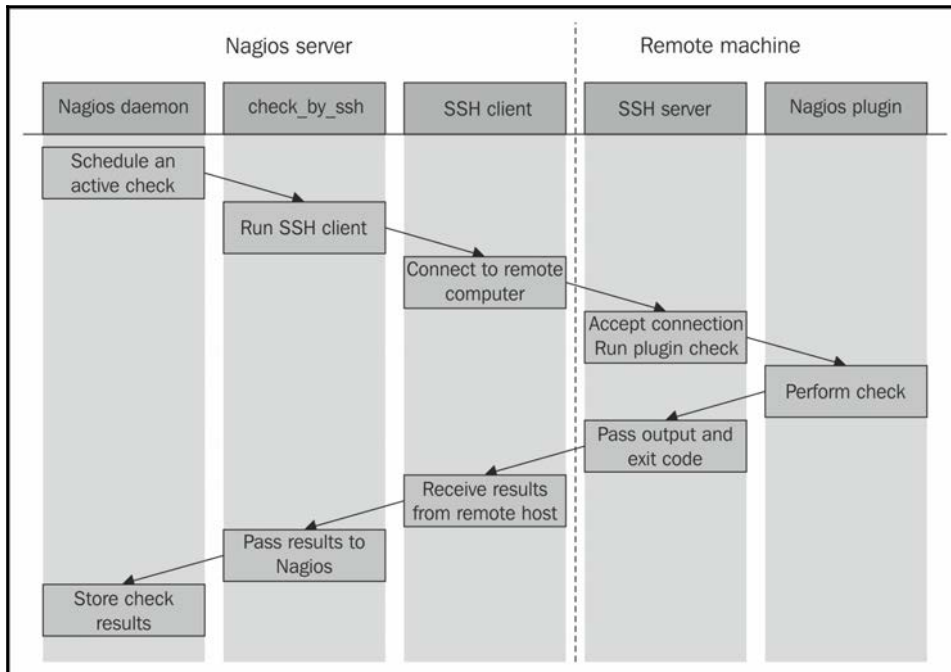 Nagios server
Remote machine
Nagios daemon
check_by_ssh
SSH client
SSH server
Nagios plugin
Schedule an
active check
Run SSH client
Connect to remote
computer
Accept connection
Run plugin check
Perform check
Pass output and
exit code
Receive results
from remote host
Pass results to
Nagios
Store check
results